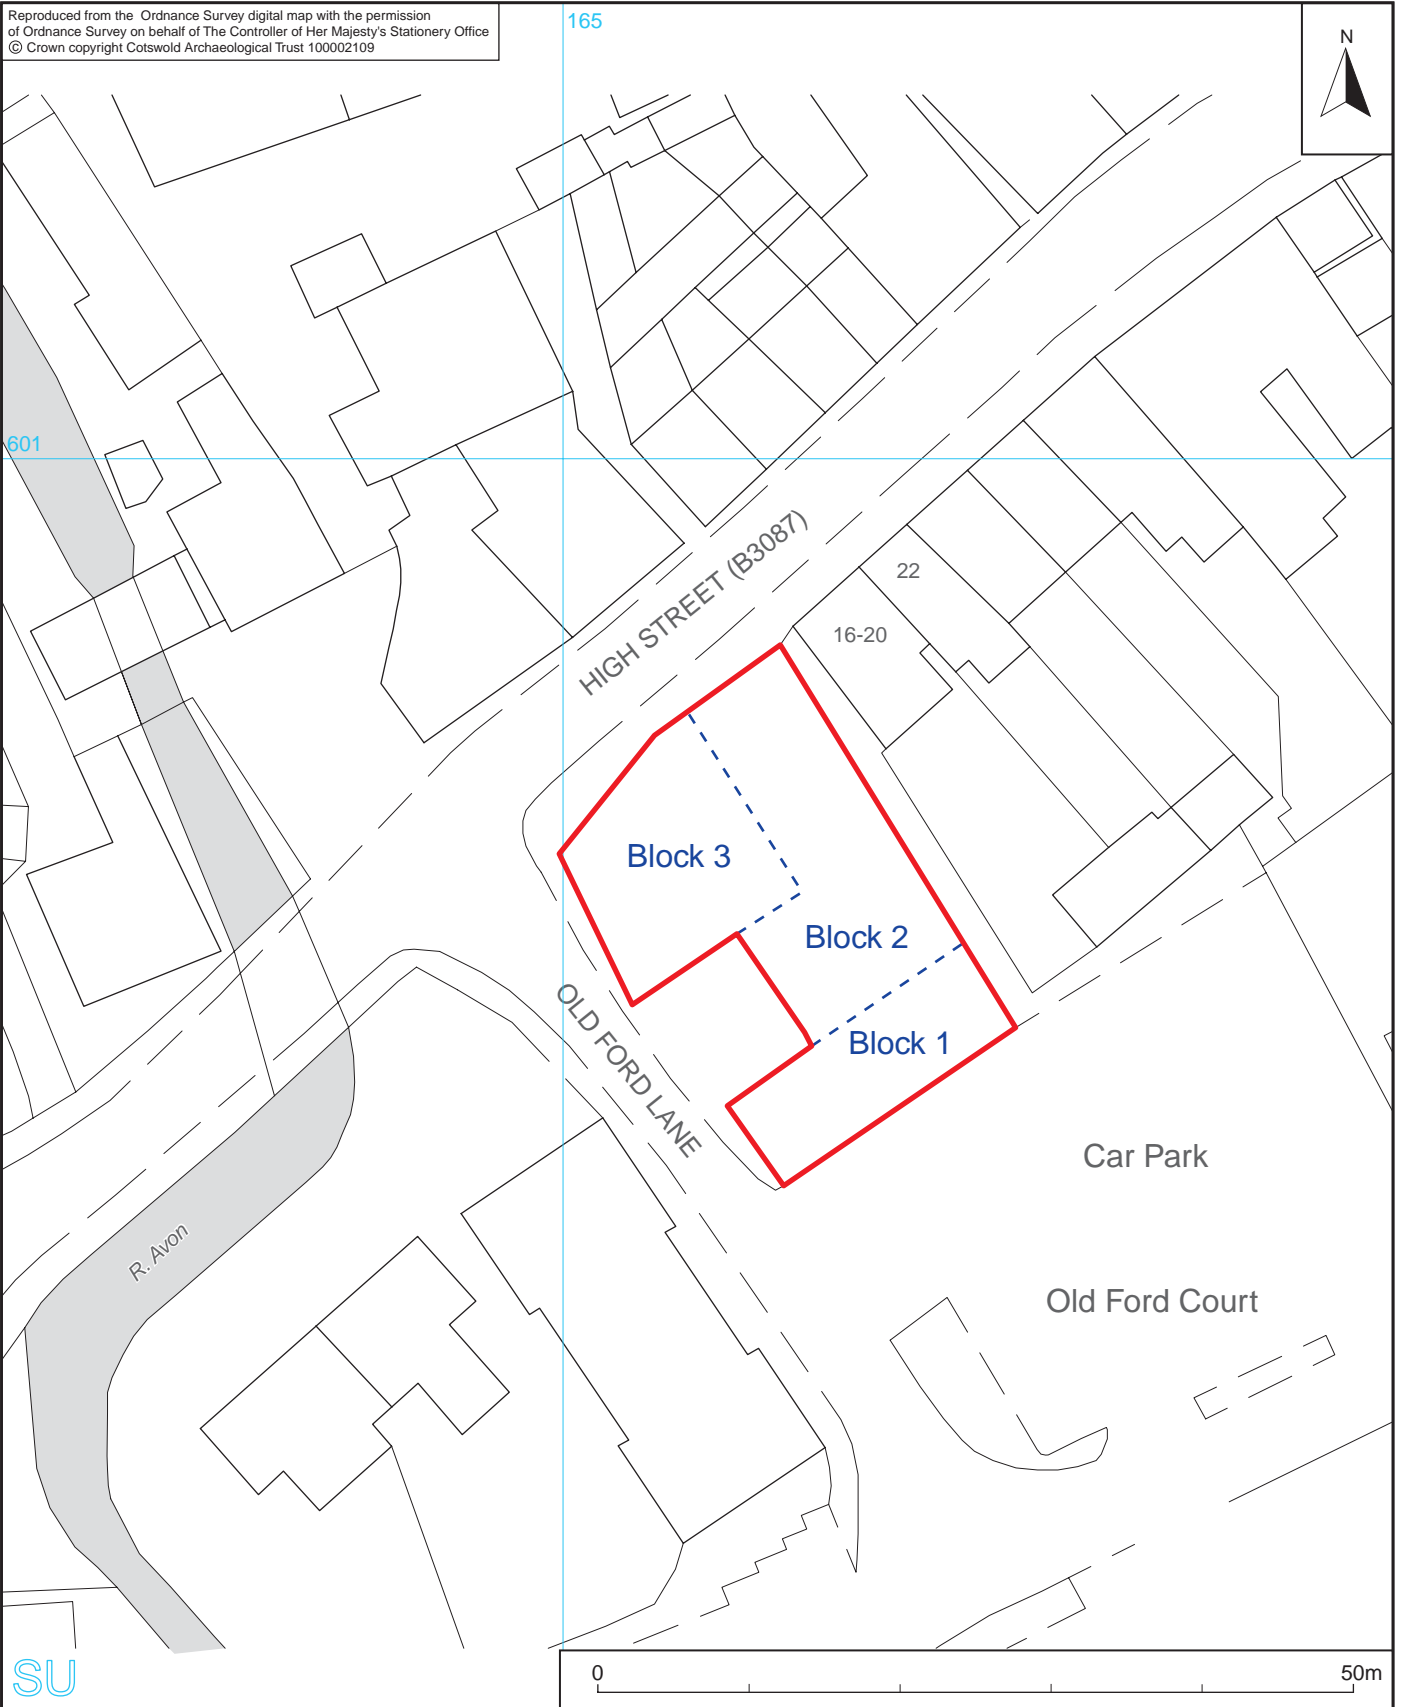 Reproduced from the Ordnance Survey digital map with the permission
of Ordnance Survey on behalf of The Controller of Her Majesty's Stationery Office
© Crown copyright Cotswold Archaeological Trust 100002109
165
N
601
HIGH STREET (B3087)
22
16-20
Block 3
Block 2
Block 1
OLD FORD LANE
Car Park
R. Avon
Old Ford Court
SU
0
50m